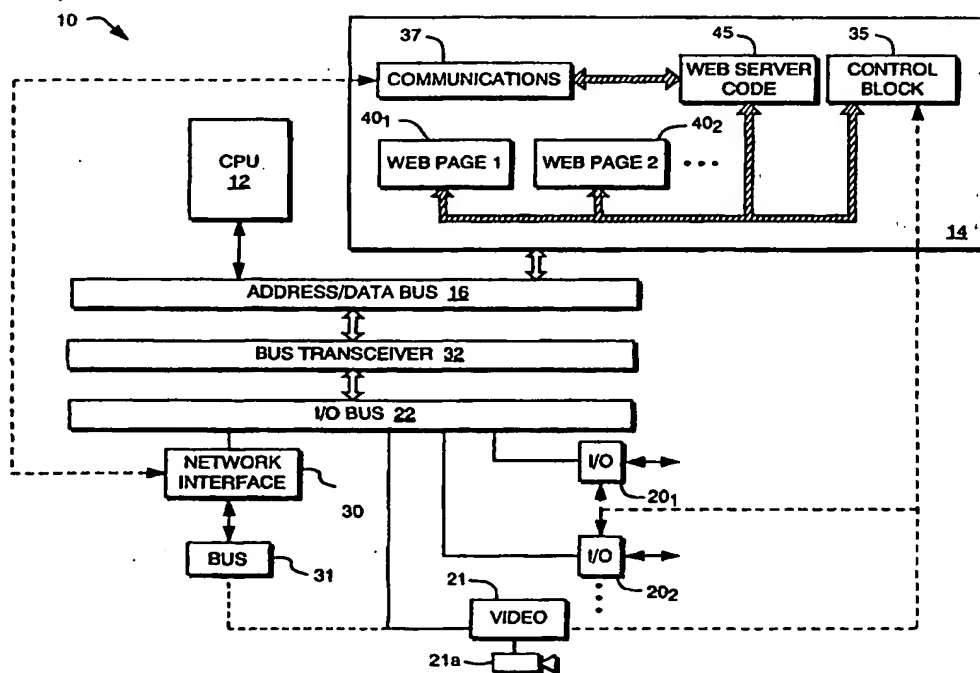 10
37
45
35
COMMUNICATIONS
WEB SERVER
CODE
CONTROL
BLOCK
40₁
40₂
CPU
12
WEB PAGE 1
WEB PAGE 2
14
ADDRESS/DATA BUS 16
BUS TRANSCEIVER 32
I/O BUS 22
NETWORK
INTERFACE
30
I/O
20₁
BUS
31
I/O
20₂
21
VIDEO
21a